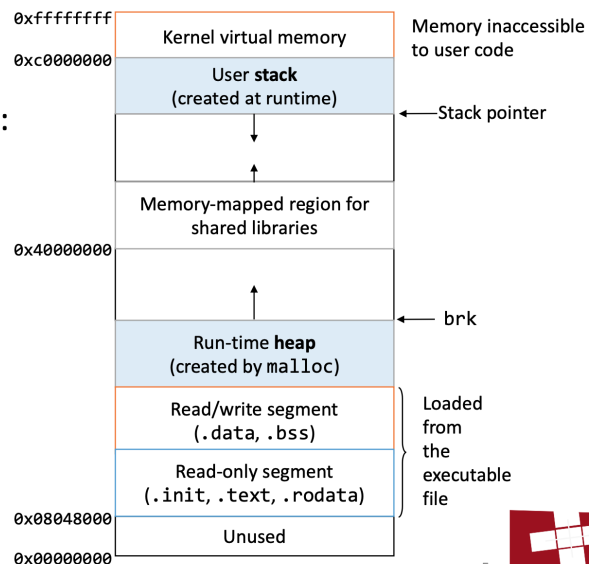 0xffffffff
Kernel virtual memory
Memory inaccessible
to user code
0xc0000000
User stack
(created at runtime)
:
Stack pointer
Memory-mapped region for
shared libraries
0x40000000
brk
Run-time heap
(created by malloc)
Read/write segment
(.data, .bss)
Loaded
from
the
executable
file
Read-only segment
(.init, .text, .rodata)
0x08048000
Unused
0x00000000